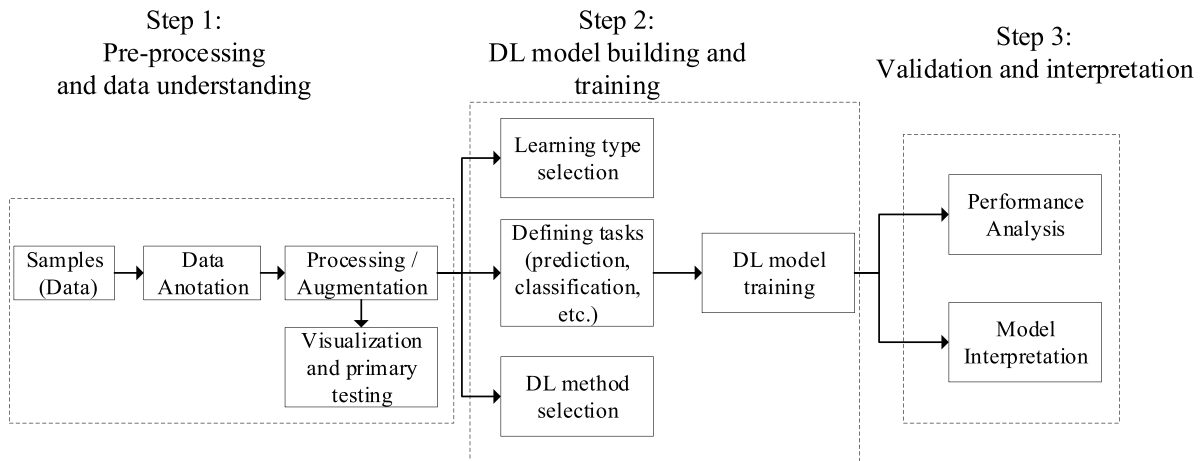 Step 1:
Pre-processing
and data understanding
Step 2:
DL model building and
training
Step 3:
Validation and interpretation
Samples
(Data)
Data
Anotation
Processing /
Augmentation
Visualization
and primary
testing
Learning type
selection
Defining tasks
(prediction,
classification,
etc.)
DL method
selection
DL model
training
Performance
Analysis
Model
Interpretation